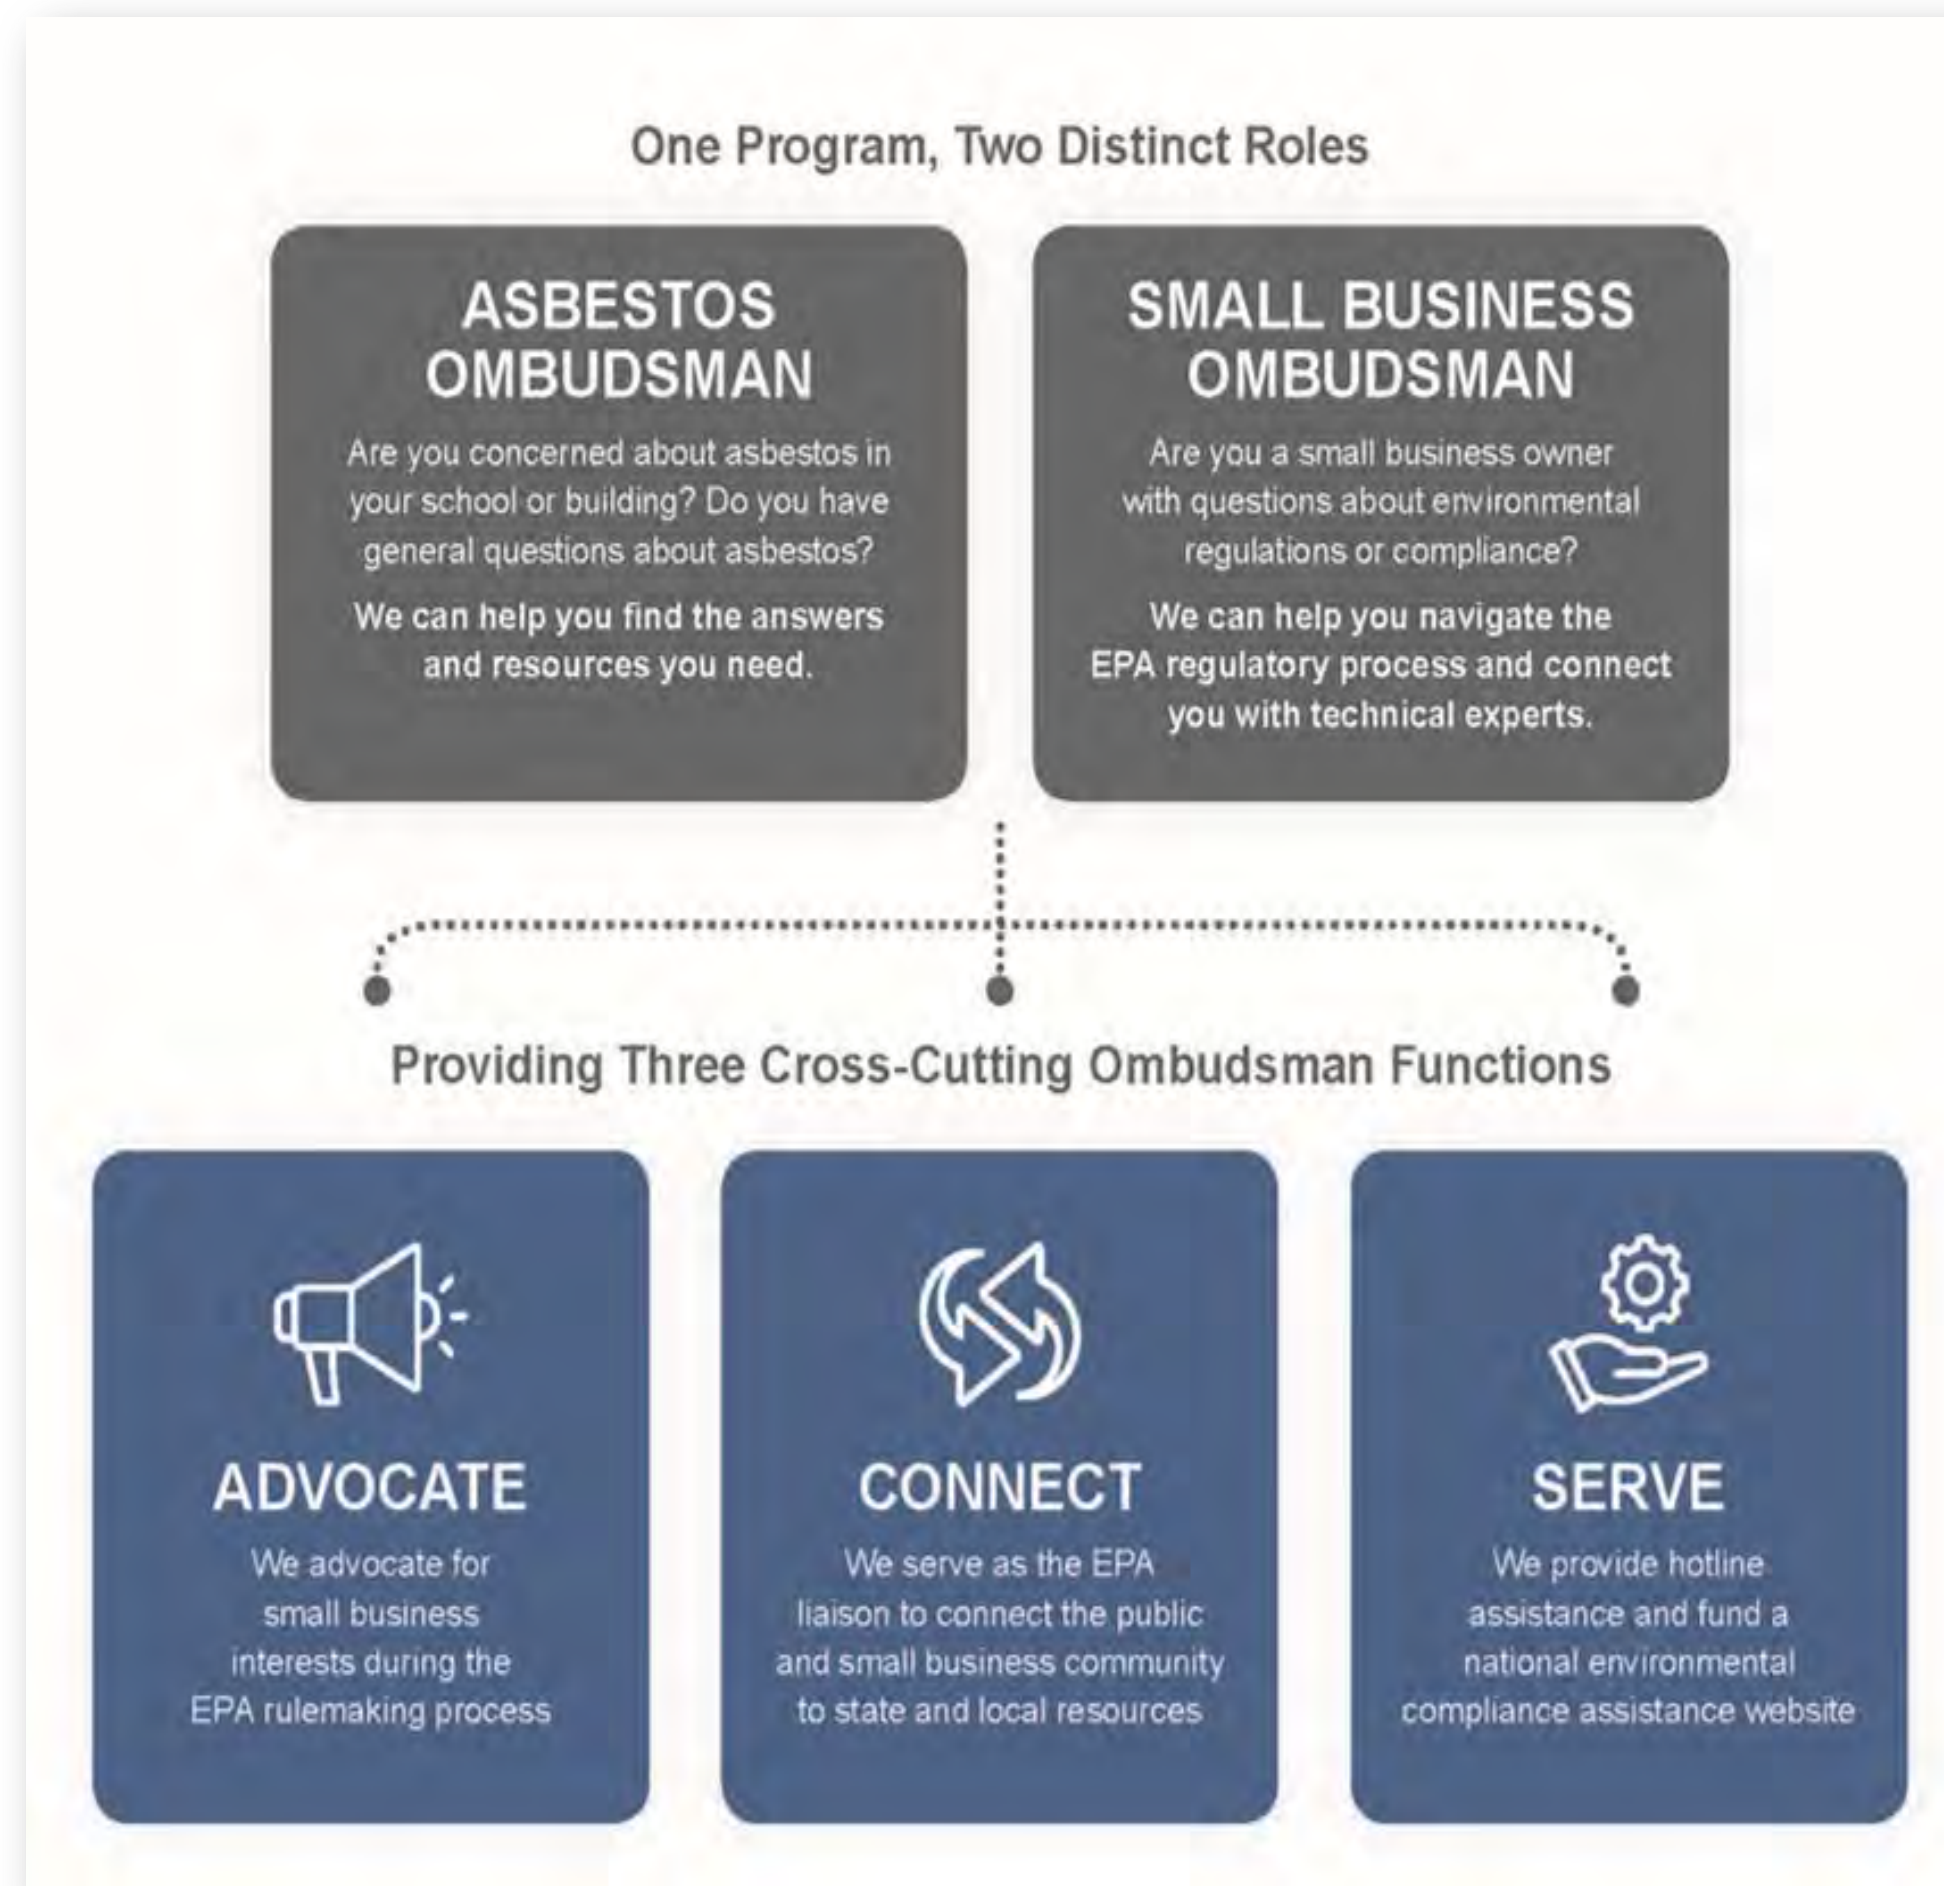 One Program, Two Distinct Roles
ASBESTOS
OMBUDSMAN
Are you concerned about asbestos in
your school or building? Do you have
general questions about asbestos?
We can help you find the answers
and resources you need.
SMALL BUSINESS
OMBUDSMAN
Are you a small business owner
with questions about environmental
regulations or compliance?
We can help you navigate the
EPA regulatory process and connect
you with technical experts.
Providing Three Cross-Cutting Ombudsman Functions
ADVOCATE
We advocate for
small business
interests during the
EPA rulemaking process
CONNECT
We serve as the EPA
liaison to connect the public
and small business community
to state and local resources
SERVE
We provide hotline
assistance and fund a
national environmental
compliance assistance website